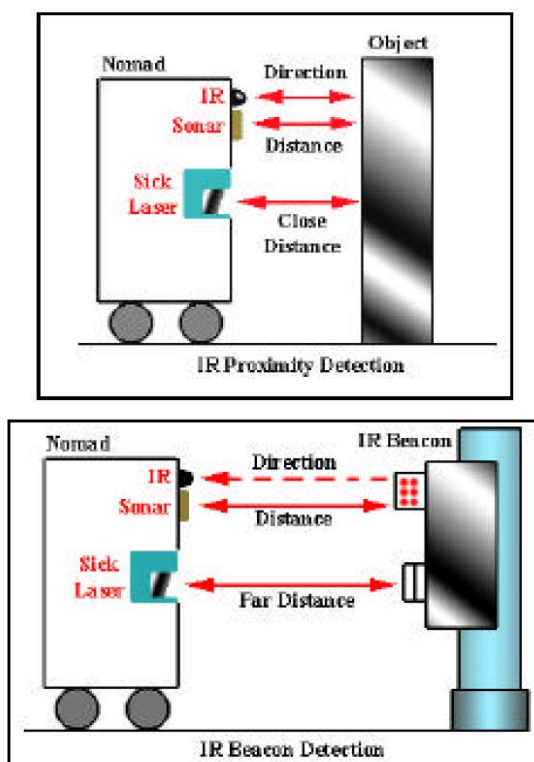 Object
Nomad
Direction
IR
Sonar
Distance
Sick
Laser
Close
Distance
IR Proximity Detection
Nomad
IR Beacon
IR
Direction
Sonar
Distance
Sick
Laser
Far Distance
IR Beacon Detection